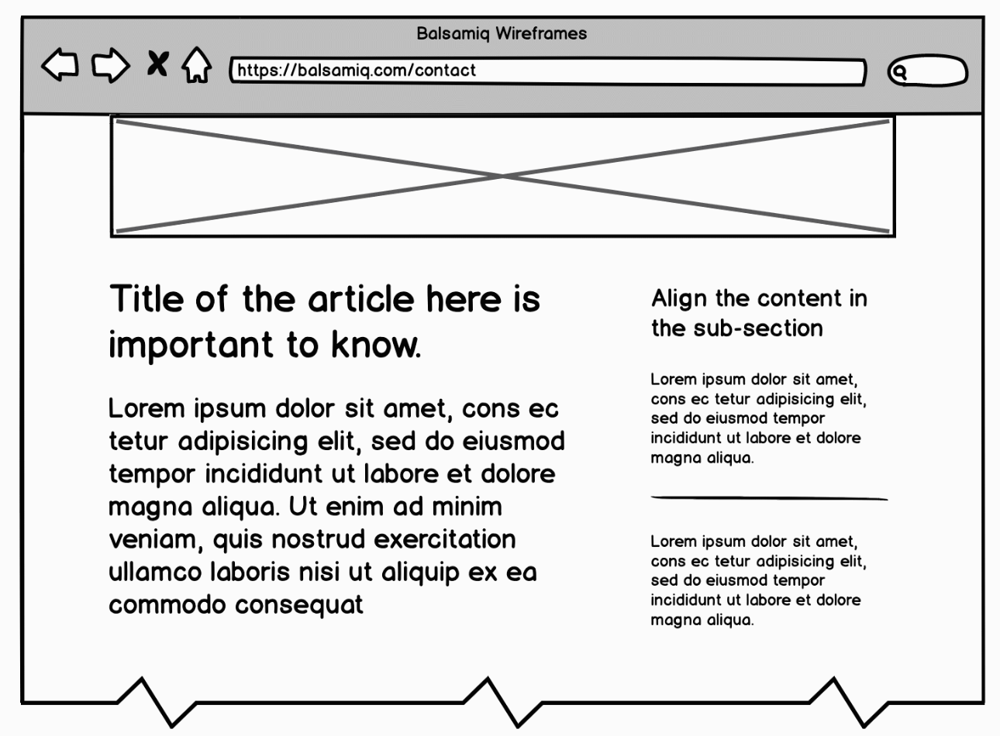 Balsamiq Wireframes
https://balsamiq.com/contact
Title of the article here is
important to know.
Lorem ipsum dolor sit amet, cons ec
tetur adipisicing elit, sed do eiusmod
tempor incididunt ut labore et dolore
magna aliqua. Ut enim ad minim
veniam, quis nostrud exercitation
ullamco laboris nisi ut aliquip ex ea
commodo consequat
Align the content in
the sub-section
Lorem ipsum dolor sit amet,
cons ec tetur adipisicing elit,
sed do eiusmod tempor
incididunt ut labore et dolore
magna aliqua.
Lorem ipsum dolor sit amet,
cons ec tetur adipisicing elit,
sed do eiusmod tempor
incididunt ut labore et dolore
magna aliqua.